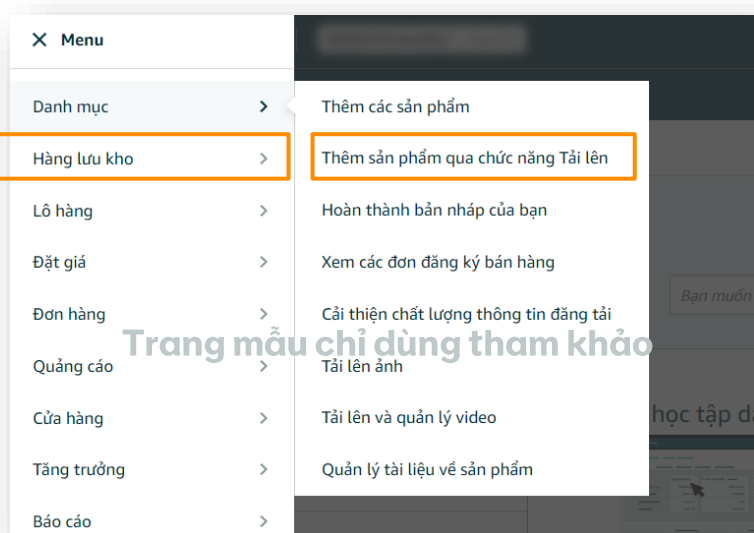 Menu
Danh mục
Hàng lưu kho
Lô hàng
Đặt giá
Đơn hàng
Quảng cáo
Cửa hàng
Tăng trưởng
Báo cáo
Thêm các sản phẩm
Thêm sản phẩm qua chức năng Tải lên
Hoàn thành bản nháp của bạn
Xem các đơn đăng ký bán hàng
Cải thiện chất lượng thông tin đăng tải
Tải lên ảnh
Tải lên và quản lý video
Quản lý tài liệu về sản phẩm
Trang mẫu chỉ dùng tham khảo
Bạn muốn
học tập